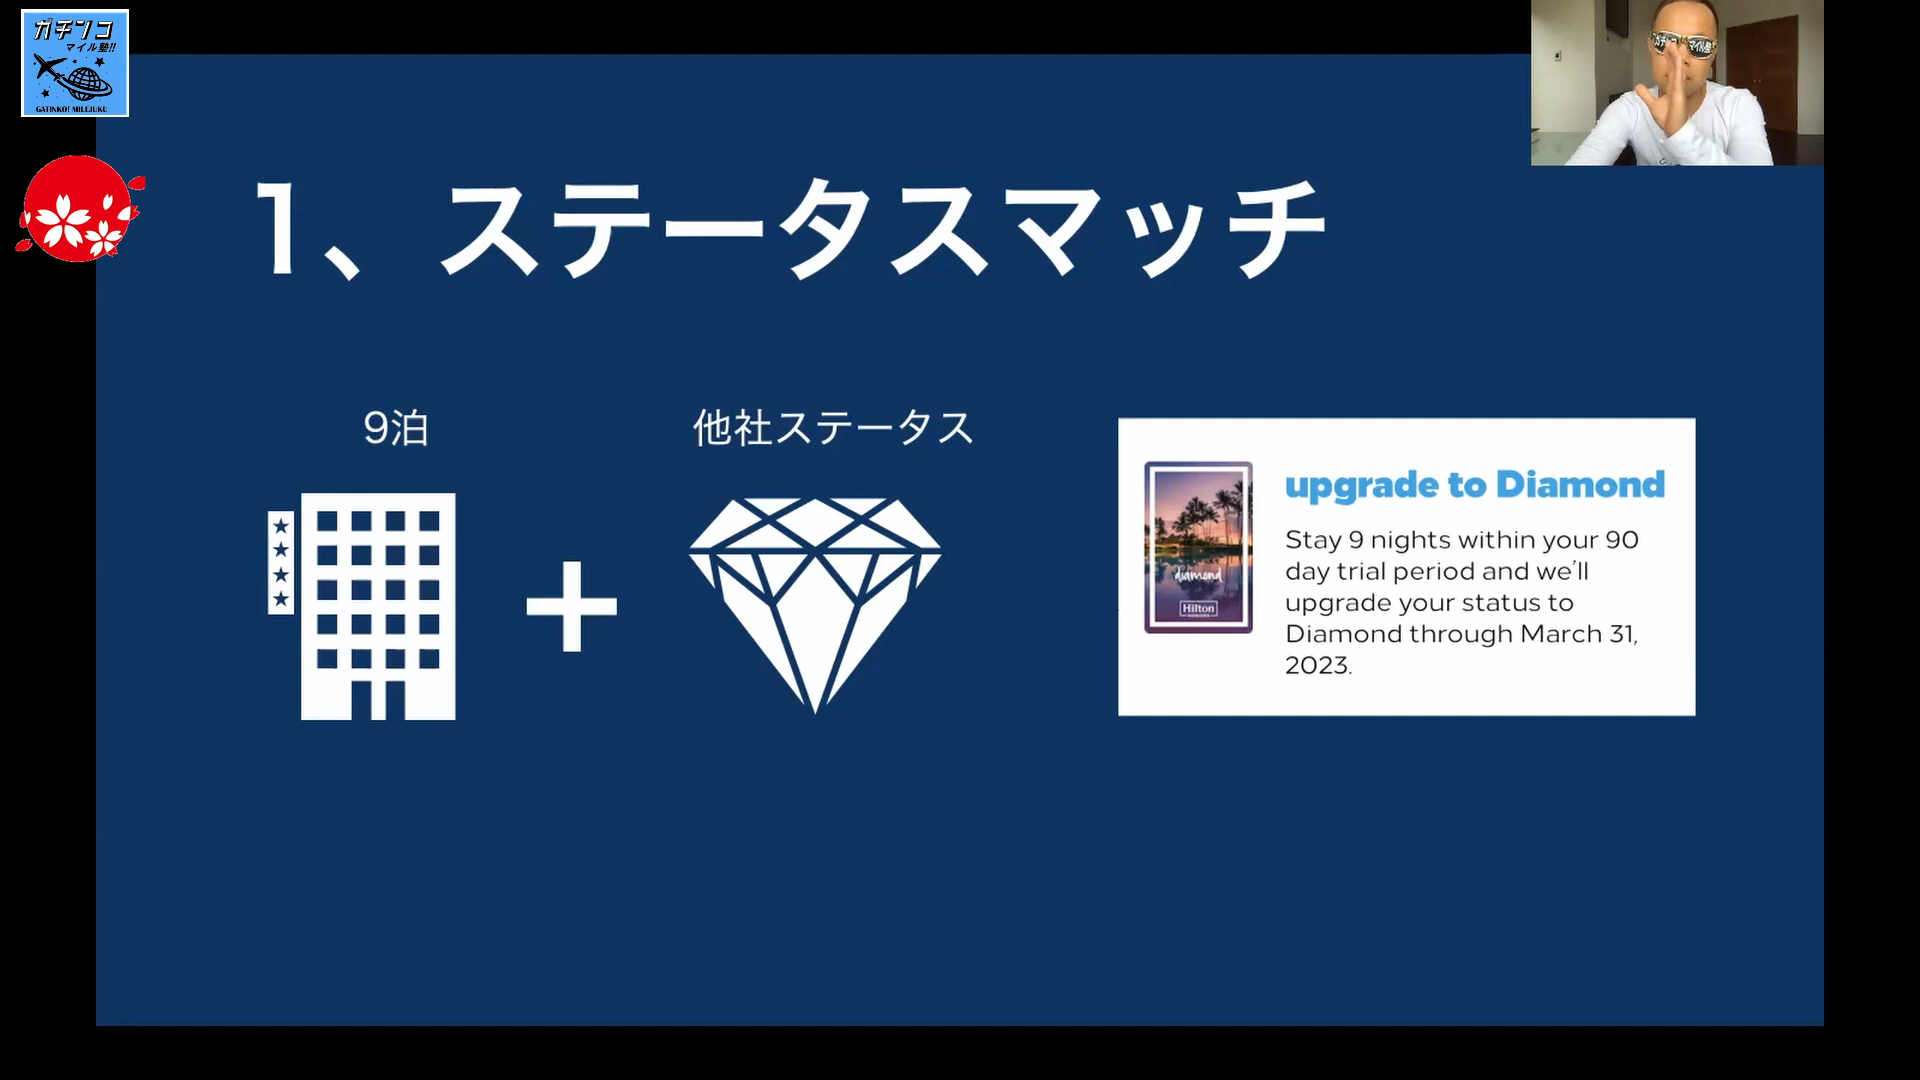 ガチンコ
マイル塾!!
GATINKO! MILEJUKU
1、ステータスマッチ
9泊
他社ステータス
upgrade to Diamond
Stay 9 nights within your 90
day trial period and we'll
upgrade your status to
Diamond through March 31,
2023.
diamond
Hilton
HONORS